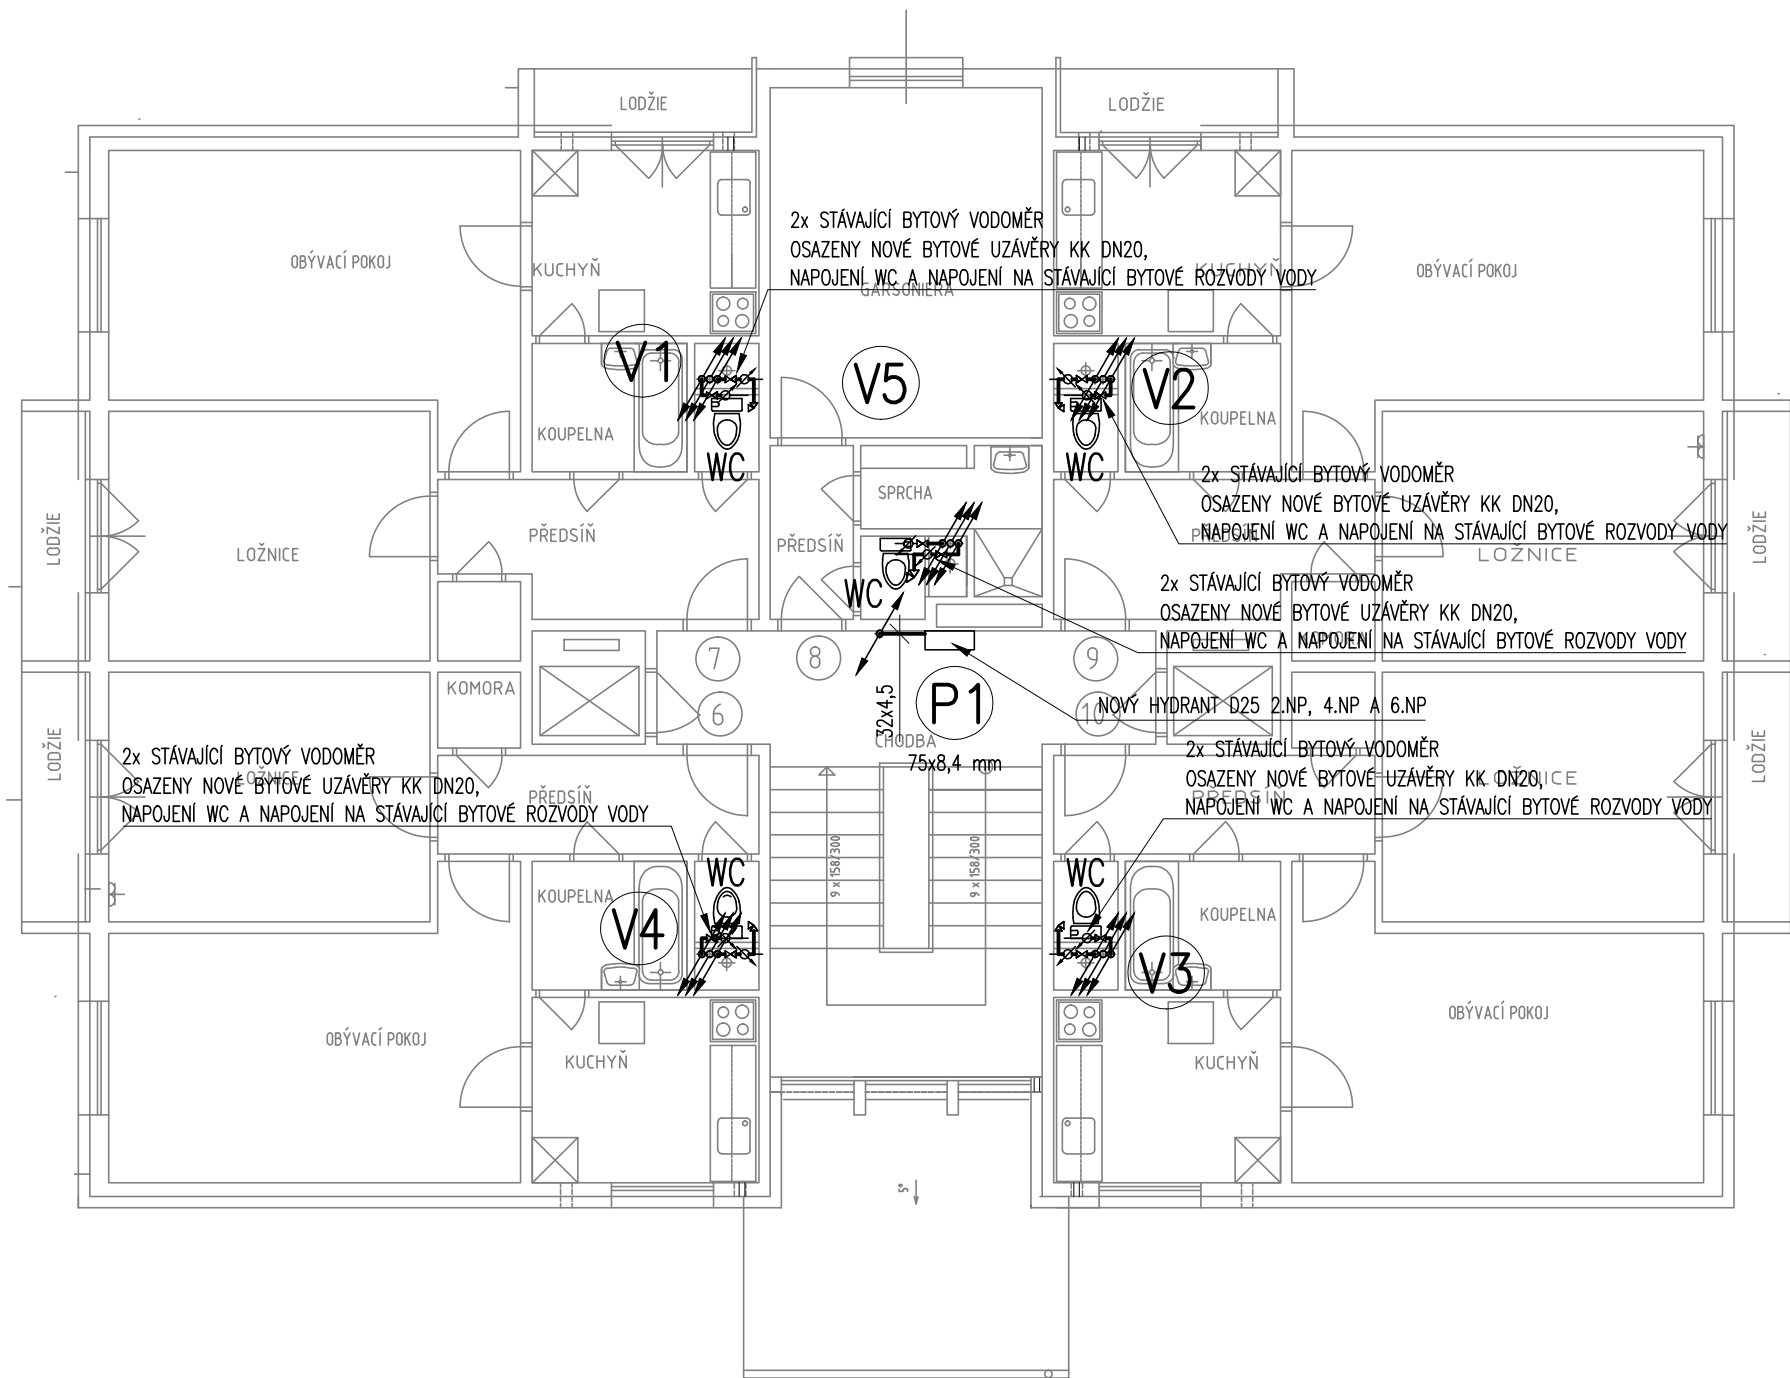 LODŽIE
LODŽIE
2x STÁVAJÍCÍ BYTOVÝ VODOMĚR
OSAZENY NOVÉ BYTOVÉ UZÁVĚRY KK DN20,
NAPOJENÍ WC A NAPOJENÍ NA STÁVAJÍCÍ BYTOVÉ ROZVODY VODY
OBÝVACÍ POKOJ
KUCHYŇ
GARSONIERA
KUCHYŇ
OBÝVACÍ POKOJ
V1
V5
V2
KOUPELNA
KOUPELNA
WC
WC
2x STÁVAJÍCÍ BYTOVÝ VODOMĚR
OSAZENY NOVÉ BYTOVÉ UZÁVĚRY KK DN20,
NAPOJENÍ WC A NAPOJENÍ NA STÁVAJÍCÍ BYTOVÉ ROZVODY VODY
SPRCHA
LODŽIE
LOŽNICE
PŘEDSÍŇ
PŘEDSÍŇ
PŘEDSÍŇ
LOŽNICE
LODŽIE
WC
2x STÁVAJÍCÍ BYTOVÝ VODOMĚR
OSAZENY NOVÉ BYTOVÉ UZÁVĚRY KK DN20,
NAPOJENÍ WC A NAPOJENÍ NA STÁVAJÍCÍ BYTOVÉ ROZVODY VODY
7
8
9
KOMORA
6
32x4,5
P1
10
NOVÝ HYDRANT D25 2.NP, 4.NP A 6.NP
CHODBA
75x8,4 mm
LODŽIE
LODŽIE
2x STÁVAJÍCÍ BYTOVÝ VODOMĚR
OSAZENY NOVÉ BYTOVÉ UZÁVĚRY KK DN20,
NAPOJENÍ WC A NAPOJENÍ NA STÁVAJÍCÍ BYTOVÉ ROZVODY VODY
LOŽNICE
PŘEDSÍŇ
2x STÁVAJÍCÍ BYTOVÝ VODOMĚR
OSAZENY NOVÉ BYTOVÉ UZÁVĚRY KK DN20,
NAPOJENÍ WC A NAPOJENÍ NA STÁVAJÍCÍ BYTOVÉ ROZVODY VODY
PŘEDSÍŇ
LOŽNICE
9 x 158/300
9 x 158/300
WC
WC
KOUPELNA
KOUPELNA
V4
V3
OBÝVACÍ POKOJ
KUCHYŇ
KUCHYŇ
OBÝVACÍ POKOJ
5°